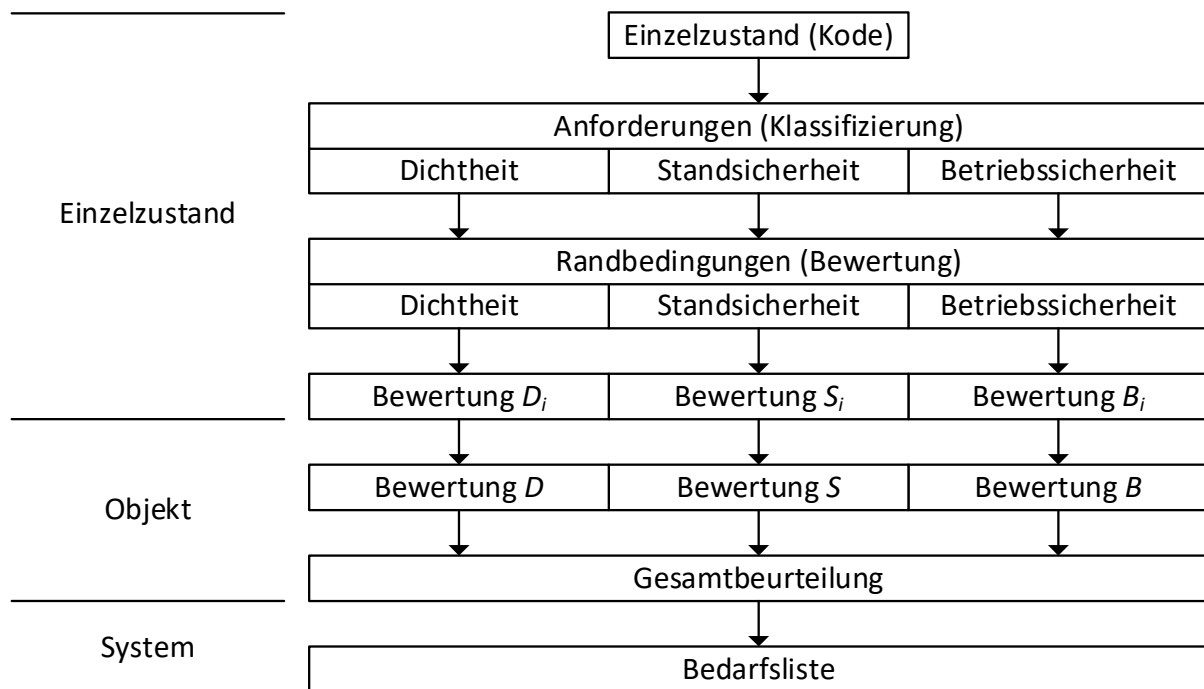 Einzelzustand (Kode)
Anforderungen (Klassifizierung)
Dichtheit Standsicherheit Betriebssicherheit
Einzelzustand
Randbedingungen (Bewertung)
Dichtheit Standsicherheit Betriebssicherheit
Bewertung Di Bewertung Si Bewertung Bi
Objekt
Bewertung D Bewertung S Bewertung B
Gesamtbeurteilung
System
Bedarfsliste